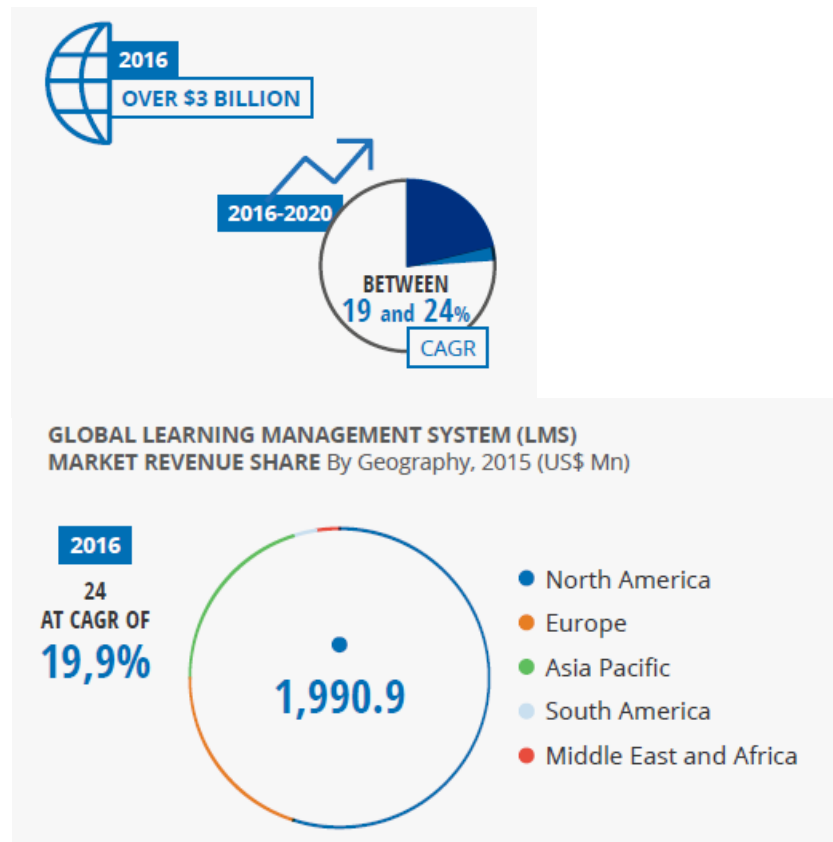 2016
OVER $3 BILLION
2016-2020
BETWEEN
19 and 24%
CAGR
GLOBAL LEARNING MANAGEMENT SYSTEM (LMS)
MARKET REVENUE SHARE By Geography, 2015 (US$ Mn)
2016
24
AT CAGR OF
19,9%
1,990.9
North America
Europe
Asia Pacific
South America
Middle East and Africa